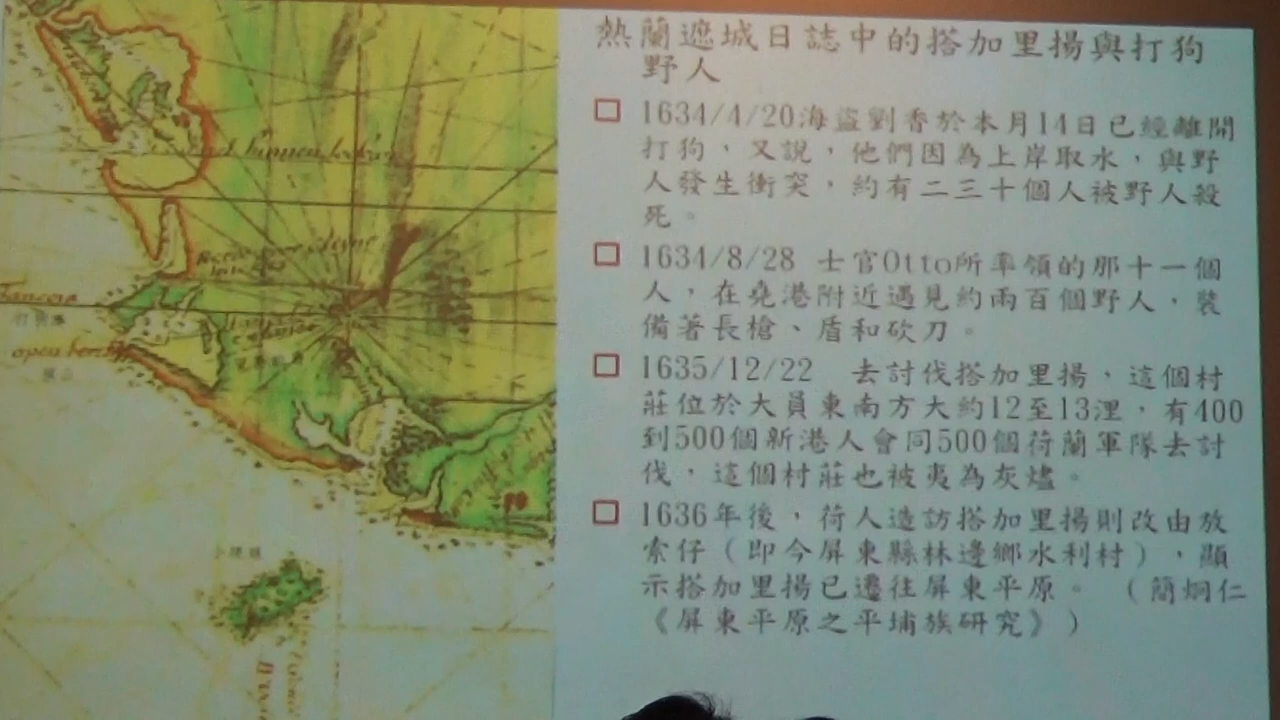 熱蘭遮城日誌中的搭加里揚與打狗
野人
1634/4/20海盜劉香於本月14日已經離開
打狗，又說，他們因為上岸取水，與野
人發生衝突，約有二三十個人被野人殺
死。
1634/8/28 士官Otto所率領的那十一個
人，在堯港附近遇見約兩百個野人，裝
備著長槍、盾和砍刀。
1635/12/22 去討伐搭加里揚，這個村
莊位於大員東南方大約12至13浬，有400
到500個新港人會同500個荷蘭軍隊去討
伐，這個村莊也被夷為灰燼。
1636年後，荷人造訪搭加里揚則改由放
索仔（即今屏東縣林邊鄉水利村），顯
示搭加里揚已遷往屏東平原。（簡炯仁
《屏東平原之平埔族研究》）
Tancoia
小琉球